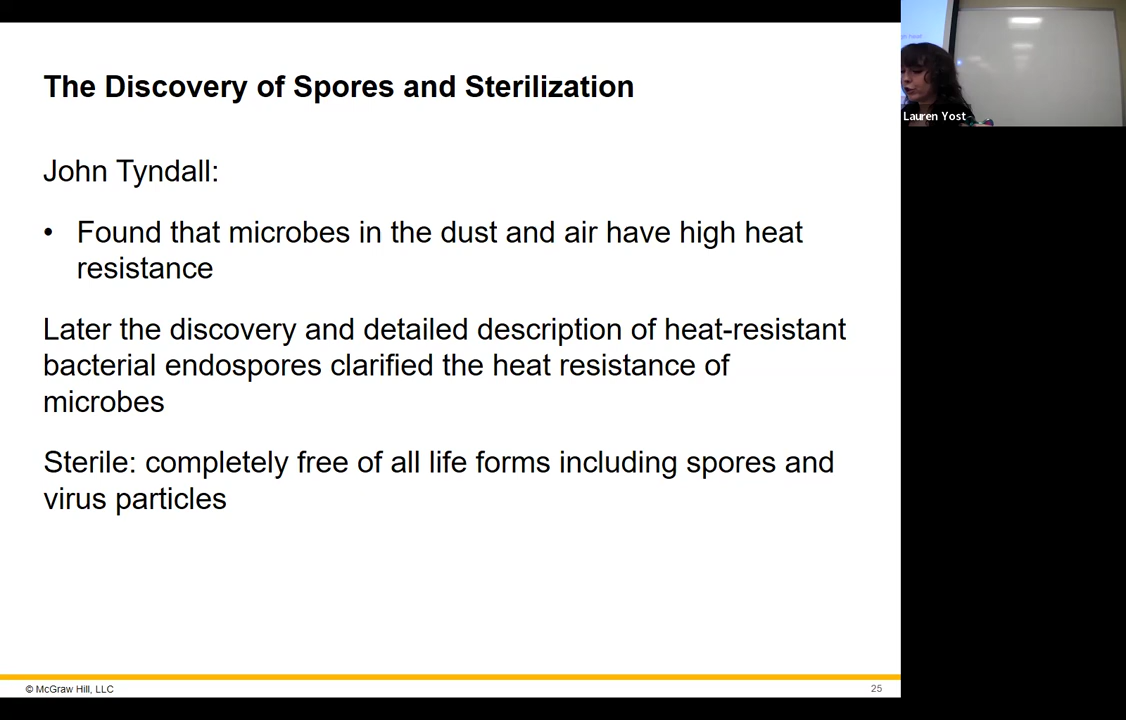 The Discovery of Spores and Sterilization
John Tyndall:
• Found that microbes in the dust and air have high heat
resistance
Later the discovery and detailed description of heat-resistant
bacterial endospores clarified the heat resistance of
microbes
Sterile: completely free of all life forms including spores and
virus particles
© McGraw Hill, LLC
25
gh heat
Lauren Yost